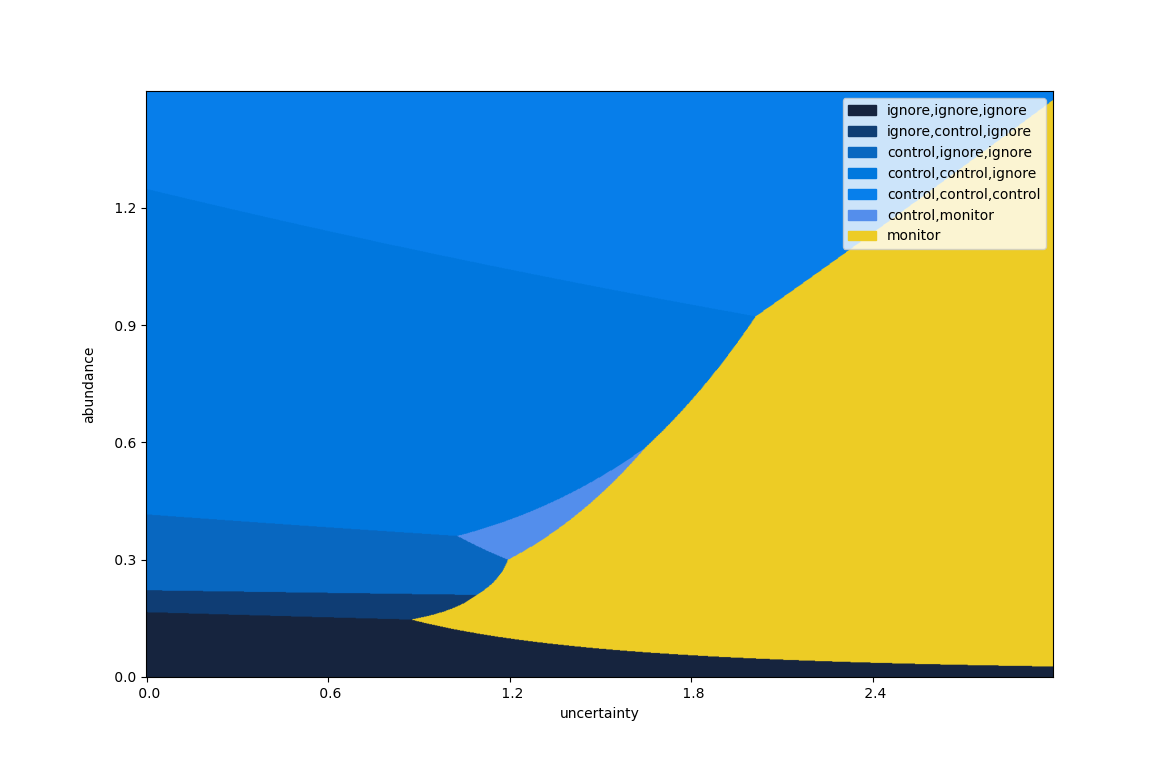 ignore,ignore,ignore
ignore,control,ignore
control,ignore,ignore
control,control,ignore
control,control,control
control,monitor
monitor
1.2
0.9
0.6
0.3
0.0
abundance
0.0 0.6 1.2 1.8 2.4
uncertainty